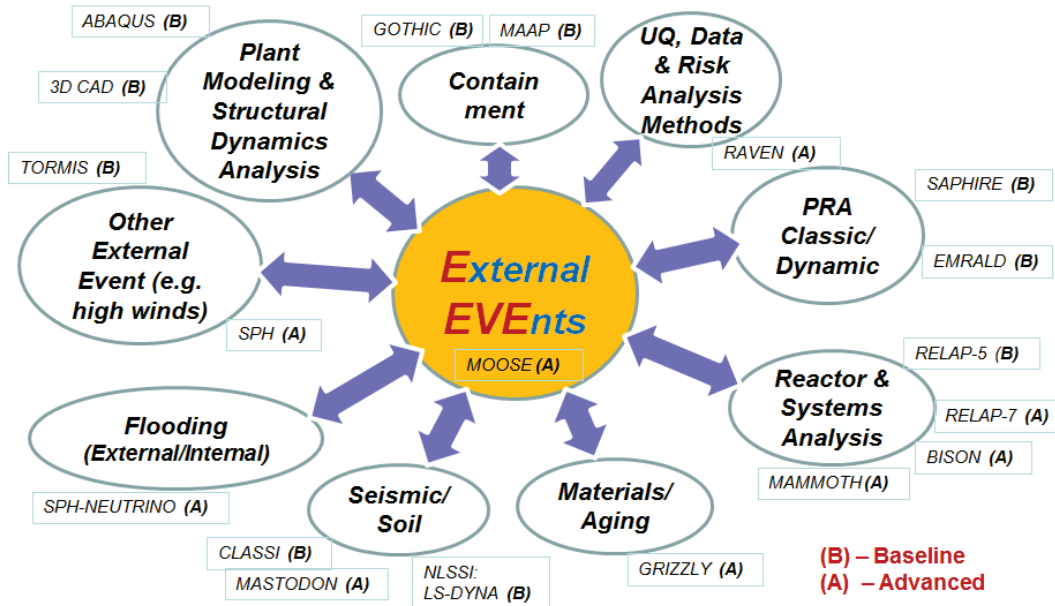 ABAQUS (B)
3D CAD (B)
Plant
Modeling &
Structural
Dynamics
Analysis
GOTHIC (B)
MAAP (B)
Contain
ment
UQ, Data
& Risk
Analysis
Methods
RAVEN (A)
TORMIS (B)
Other
External
Event (e.g.
high winds)
SPH (A)
External
EVEnts
MOOSE (A)
PRA
Classic/
Dynamic
SAPHIRE (B)
EMRALD (B)
Reactor &
Systems
Analysis
RELAP-5 (B)
RELAP-7 (A)
BISON (A)
MAMMOTH (A)
Flooding
(External/Internal)
SPH-NEUTRINO (A)
Seismic/
Soil
CLASSI (B)
MASTODON (A)
NLSSI:
LS-DYNA (B)
Materials/
Aging
GRIZZLY (A)
(B) – Baseline
(A) – Advanced